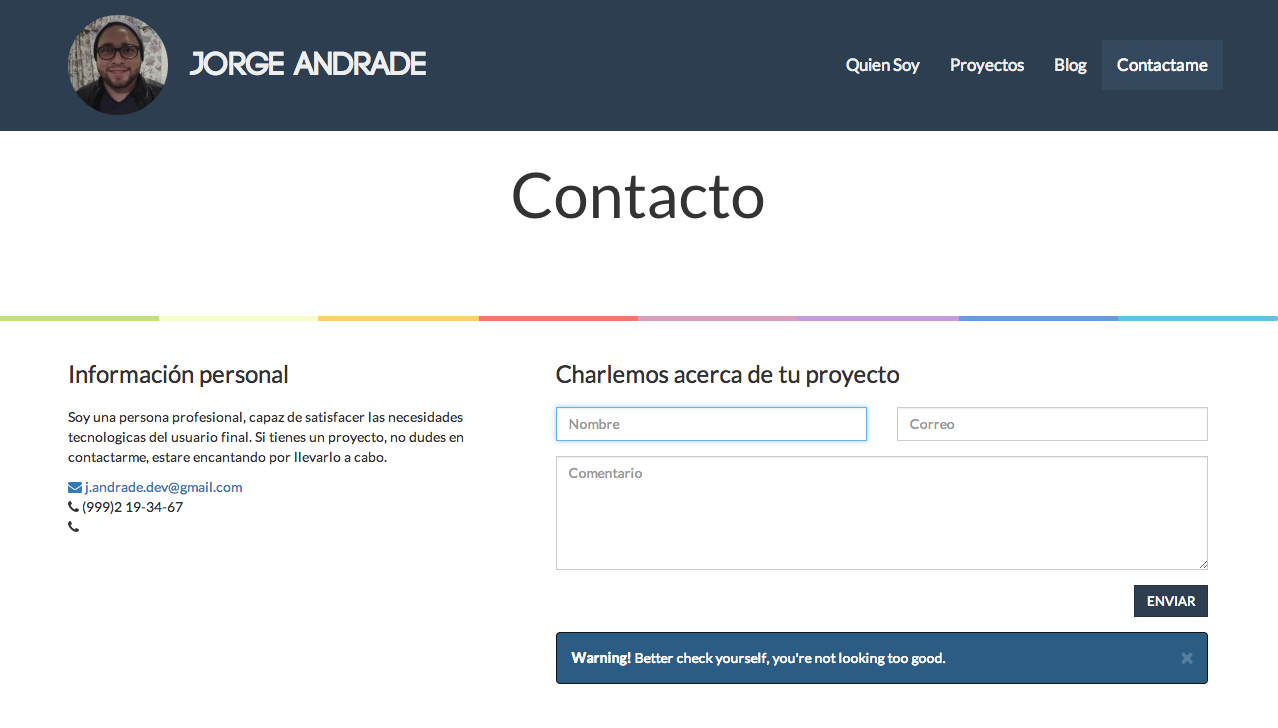 JORGE ANDRADE
Quien Soy Proyectos Blog Contactame
Contacto
Información personal
Soy una persona profesional, capaz de satisfacer las necesidades
tecnologicas del usuario final. Si tienes un proyecto, no dudes en
contactarme, estare encantando por llevarlo a cabo.
j.andrade.dev@gmail.com
(999)2 19-34-67
Charlemos acerca de tu proyecto
Nombre Correo
Comentario
ENVIAR
Warning! Better check yourself, you're not looking too good. ×